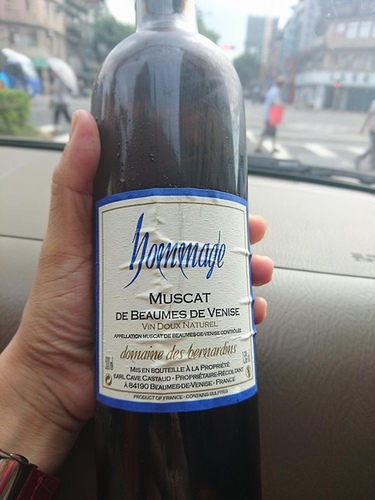 Hommage
MUSCAT
DE BEAUMES DE VENISE
VIN DOUX NATUREL
APPELLATION MUSCAT DE BEAUMES-DE-VENISE CONTRÔLÉE
domaine des bernardins
MIS EN BOUTEILLE À LA PROPRIÉTÉ
EARL CAVE CASTAUD - PROPRIÉTAIRE-RÉCOLTANT
À 84190 BEAUMES-DE-VENISE - FRANCE
PRODUCT OF FRANCE - CONTAINS SULFITES